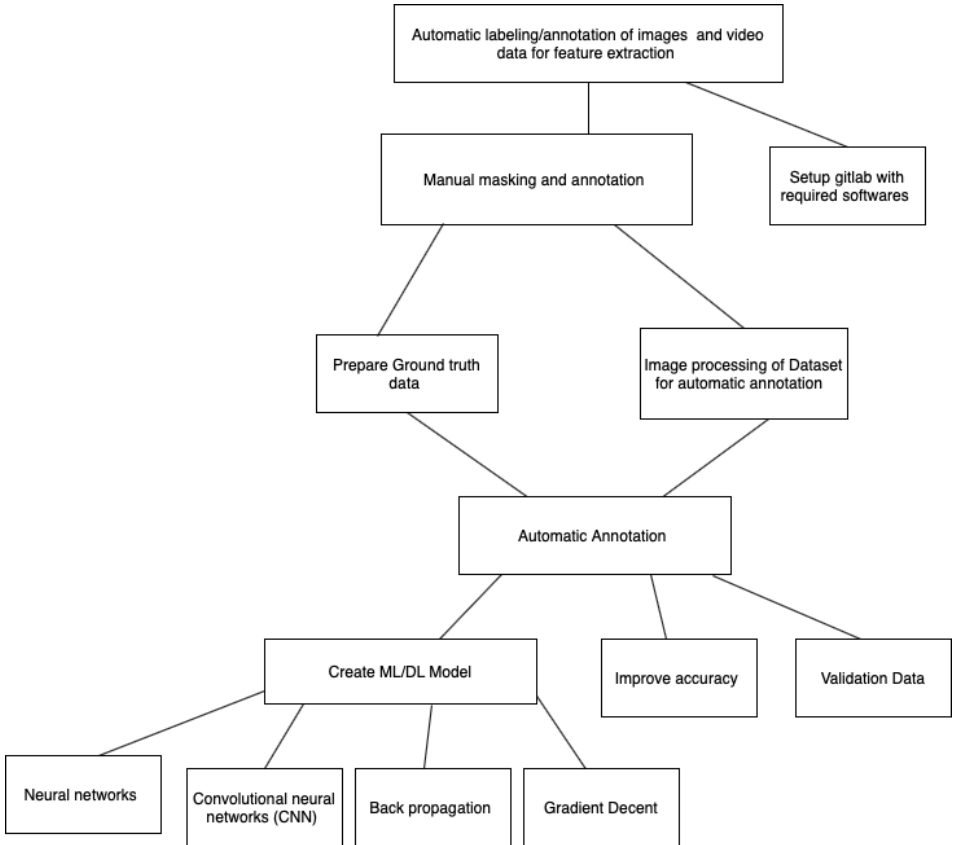 Automatic labeling/annotation of images and video
data for feature extraction
Manual masking and annotation
Setup gitlab with
required softwares
Prepare Ground truth
data
Image processing of Dataset
for automatic annotation
Automatic Annotation
Create ML/DL Model
Improve accuracy
Validation Data
Neural networks
Convolutional neural
networks (CNN)
Back propagation
Gradient Decent